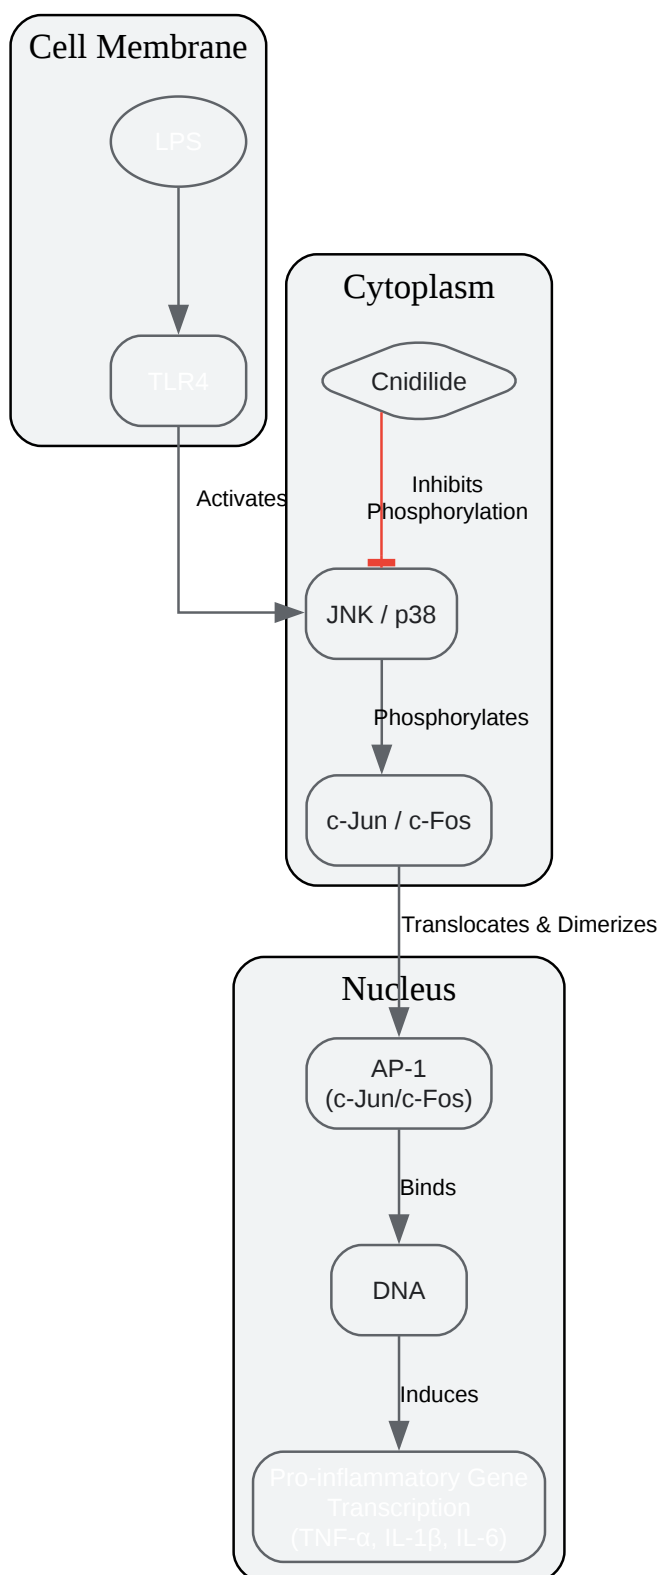 Cell Membrane
LPS
TLR4
Activates
Cytoplasm
Cnidilide
Inhibits
Phosphorylation
JNK / p38
Phosphorylates
c-Jun / c-Fos
Translocates & Dimerizes
Nucleus
AP-1
(c-Jun/c-Fos)
Binds
DNA
Induces
Pro-inflammatory Gene
Transcription
(TNF-α, IL-1β, IL-6)